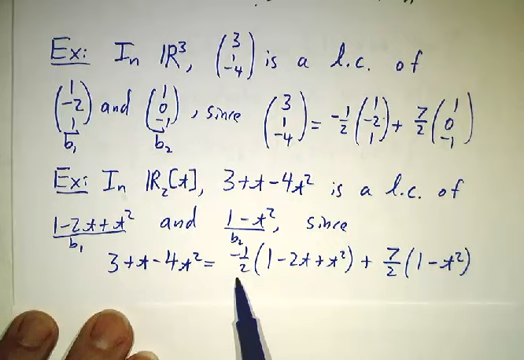 Ex: In ℝ³, (3 1 -4) is a l.c. of
(1 -2 1) and (1 0 -1), since (3 1 -4) = -1/2 (1 -2 1) + 7/2 (1 0 -1)
b₁ b₂
Ex: In ℝ₂[x], 3+x-4x² is a l.c. of
1-2x+x² and 1-x², since
b₁ b₂
3+x-4x² = -1/2 (1-2x+x²) + 7/2 (1-x²)